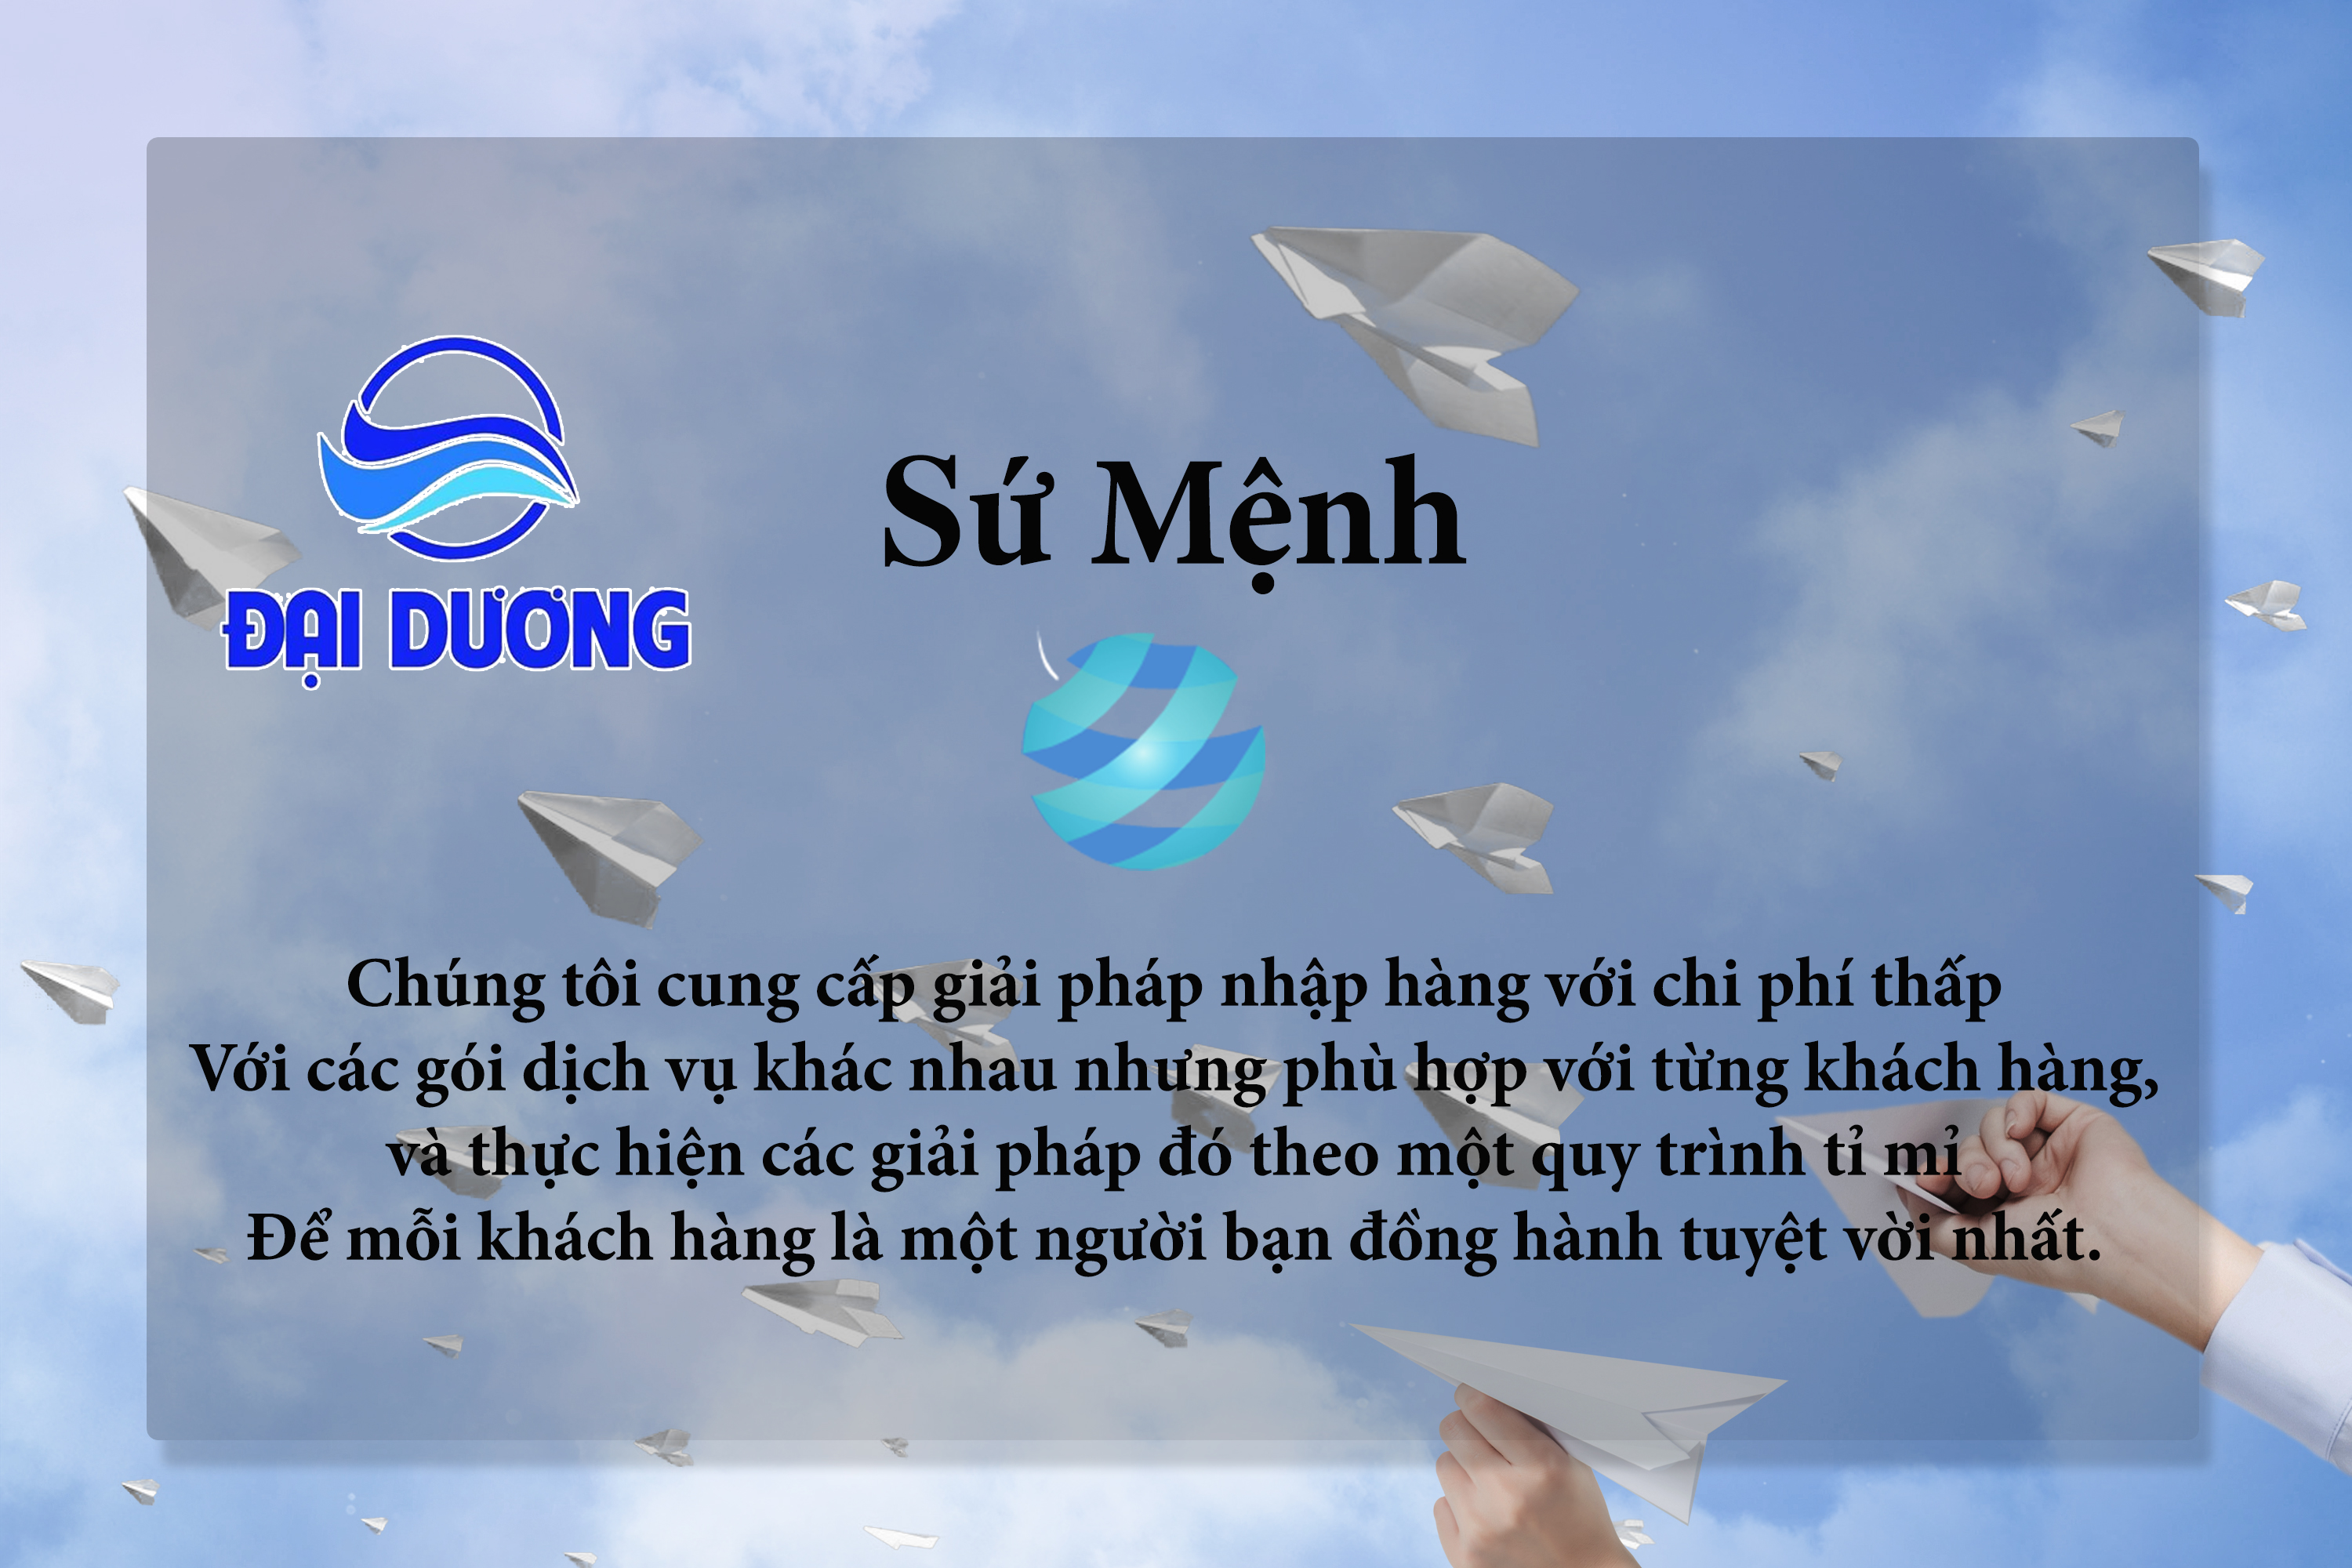 ĐẠI DƯƠNG
Sứ Mệnh
Chúng tôi cung cấp giải pháp nhập hàng với chi phí thấp
Với các gói dịch vụ khác nhau nhưng phù hợp với từng khách hàng,
và thực hiện các giải pháp đó theo một quy trình tỉ mỉ
Để mỗi khách hàng là một người bạn đồng hành tuyệt vời nhất.